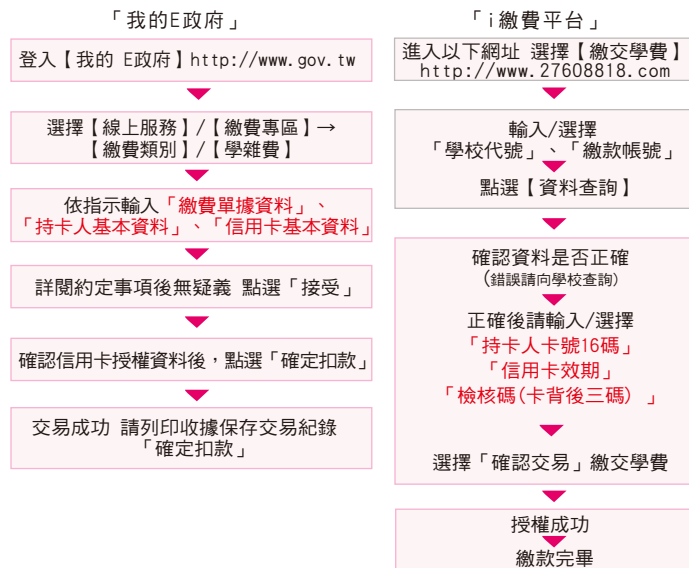 「我的E政府」
登入【我的 E政府】http://www.gov.tw
選擇【線上服務】/【繳費專區】→
【繳費類別】/【學雜費】
依指示輸入「繳費單據資料」、
「持卡人基本資料」、「信用卡基本資料」
詳閱約定事項後無疑義 點選「接受」
確認信用卡授權資料後，點選「確定扣款」
交易成功 請列印收據保存交易紀錄
「確定扣款」
「i繳費平台」
進入以下網址 選擇【繳交學費】
http://www.27608818.com
輸入/選擇
「學校代號」、「繳款帳號」
點選【資料查詢】
確認資料是否正確
(錯誤請向學校查詢)
正確後請輸入/選擇
「持卡人卡號16碼」
「信用卡效期」
「檢核碼(卡背後三碼) 」
選擇「確認交易」繳交學費
授權成功
繳款完畢